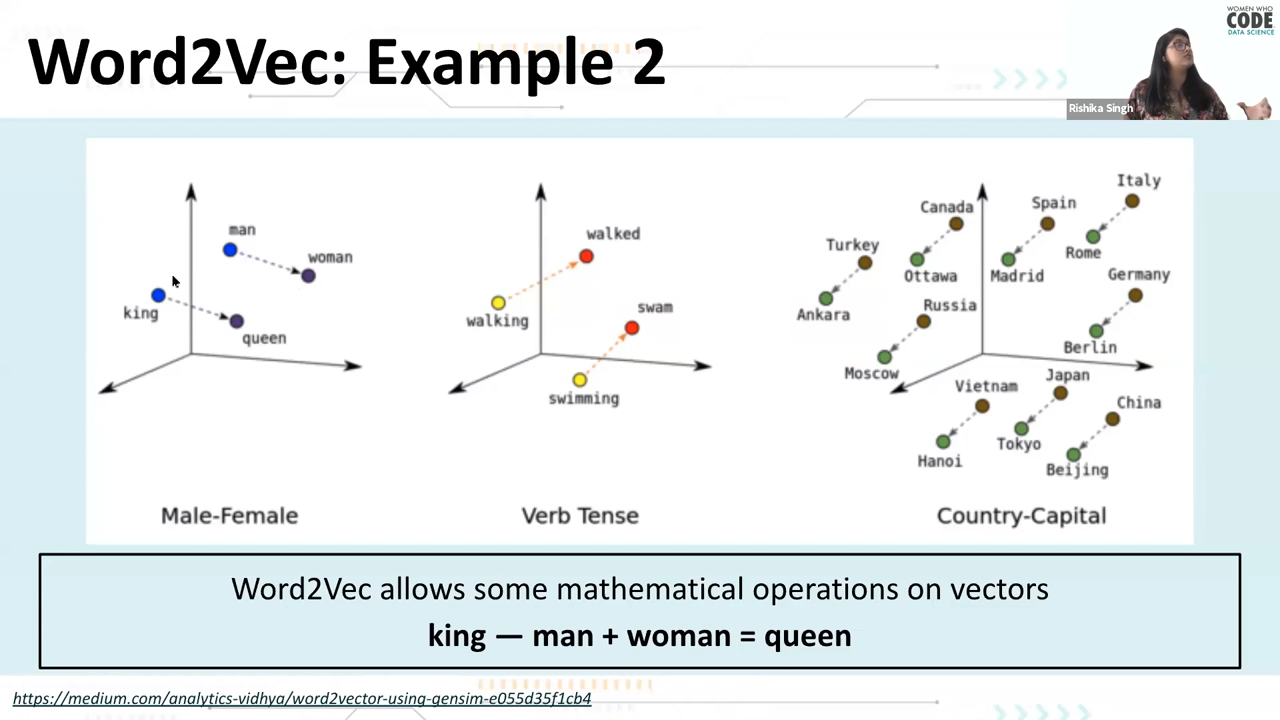 Word2Vec: Example 2
WOMEN WHO
CODE
DATA SCIENCE
Rishika Singh
man
woman
king
queen
Male-Female
walked
walking
swam
swimming
Verb Tense
Italy
Spain
Canada
Turkey
Rome
Madrid
Ottawa
Germany
Ankara
Russia
Berlin
Moscow
Japan
Vietnam
China
Tokyo
Hanoi
Beijing
Country-Capital
Word2Vec allows some mathematical operations on vectors
king — man + woman = queen
https://medium.com/analytics-vidhya/word2vector-using-gensim-e055d35f1cb4